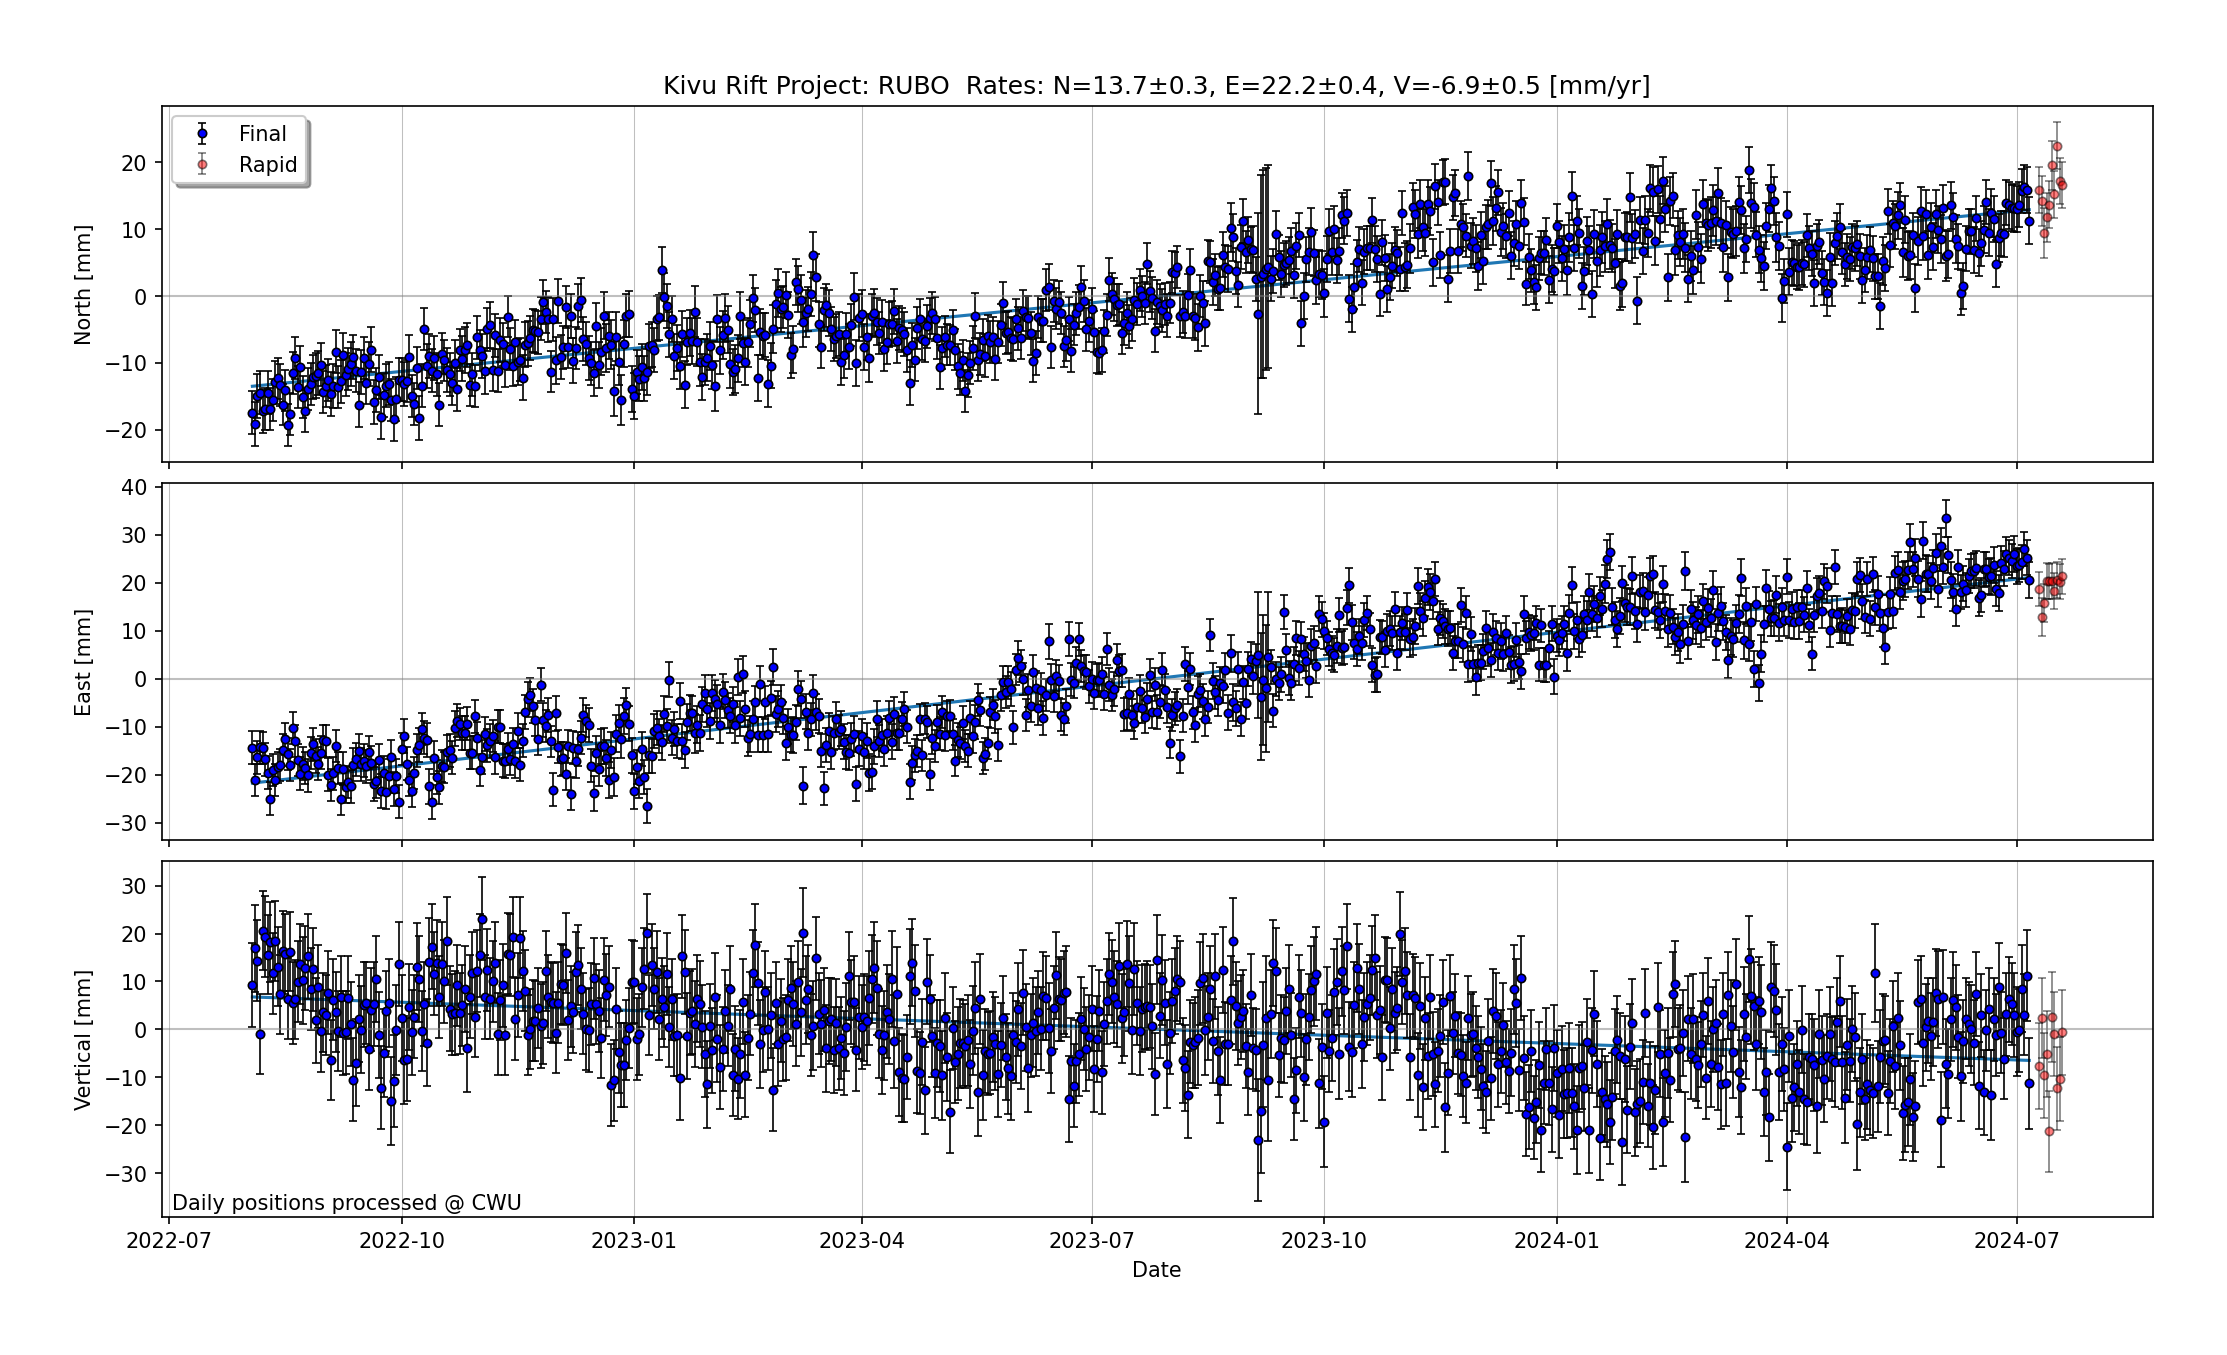 Kivu Rift Project: RUBO  Rates: N=13.7±0.3, E=22.2±0.4, V=-6.9±0.5 [mm/yr]
Final
Rapid
North [mm]
20
10
0
−10
−20
East [mm]
40
30
20
10
0
−10
−20
−30
Vertical [mm]
30
20
10
0
−10
−20
−30
Daily positions processed @ CWU
2022-07 2022-10 2023-01 2023-04 2023-07 2023-10 2024-01 2024-04 2024-07
Date